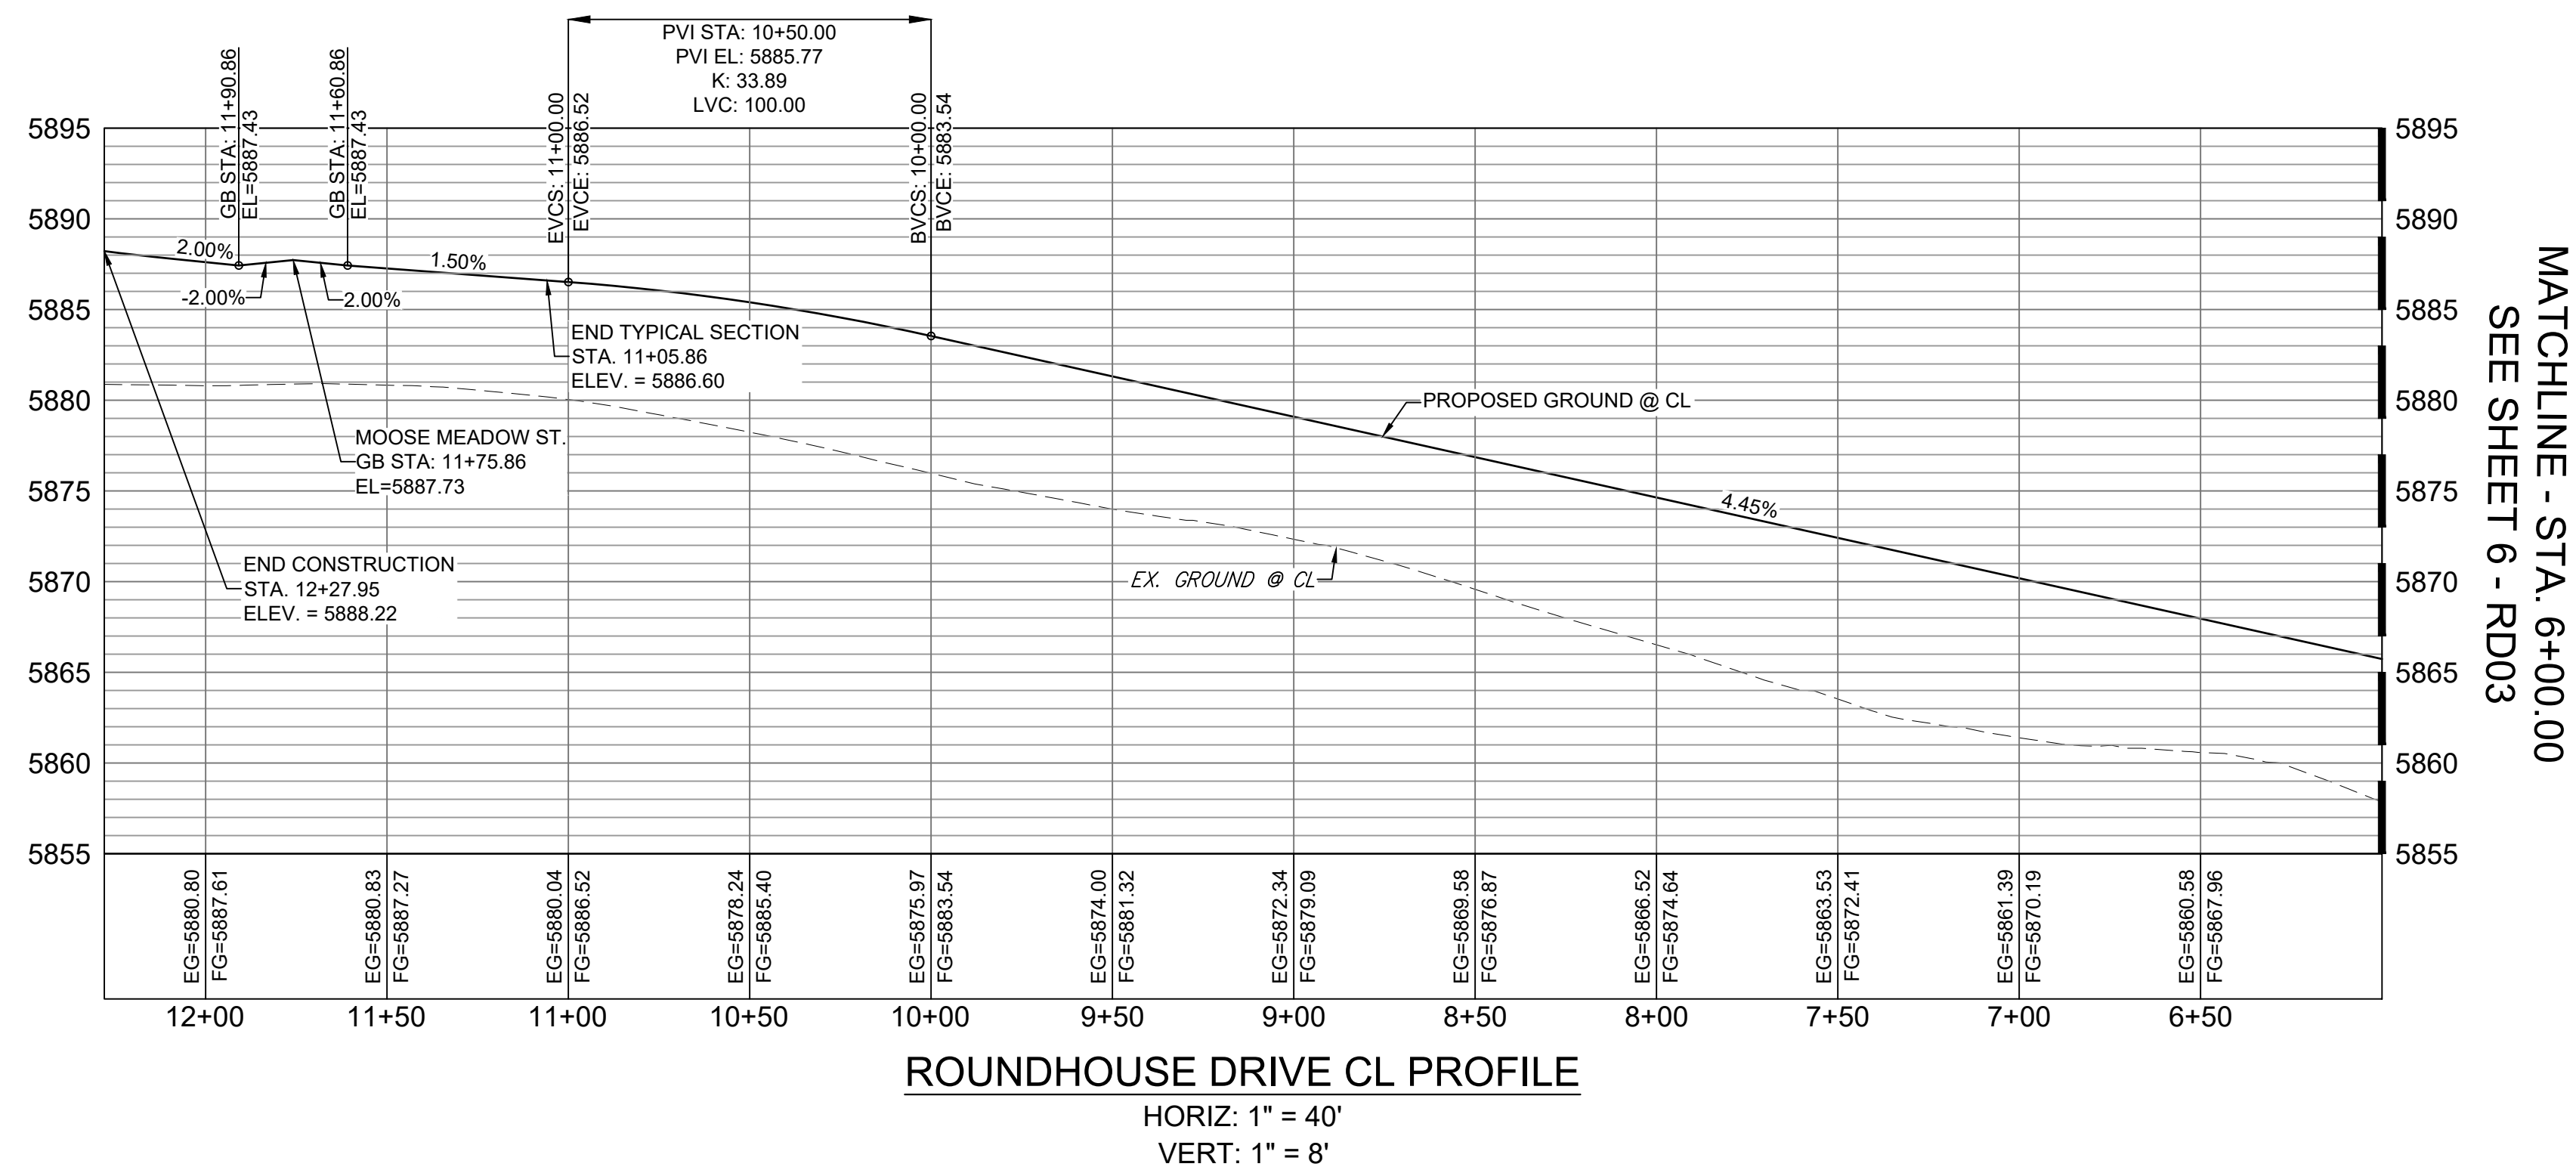 PVI STA: 10+50.00
PVI EL: 5885.77
K: 33.89
LVC: 100.00
GB STA: 11+90.86
EL=5887.43
GB STA: 11+60.86
EL=5887.43
EVCS: 11+00.00
EVCE: 5886.52
BVCS: 10+00.00
BVCE: 5883.54
5895
5890
5885
5880
5875
5870
5865
5860
5855
2.00%
-2.00%
2.00%
1.50%
END TYPICAL SECTION
STA. 11+05.86
ELEV. = 5886.60
MOOSE MEADOW ST.
GB STA: 11+75.86
EL=5887.73
END CONSTRUCTION
STA. 12+27.95
ELEV. = 5888.22
PROPOSED GROUND @ CL
4.45%
EX. GROUND @ CL
5895
5890
5885
5880
5875
5870
5865
5860
5855
MATCHLINE - STA. 6+00.00
SEE SHEET 6 - RD03
EG=5880.80
FG=5887.61
EG=5880.83
FG=5887.27
EG=5880.04
FG=5886.52
EG=5878.24
FG=5885.40
EG=5875.97
FG=5883.54
EG=5874.00
FG=5881.32
EG=5872.34
FG=5879.09
EG=5869.58
FG=5876.87
EG=5866.52
FG=5874.64
EG=5863.53
FG=5872.41
EG=5861.39
FG=5870.19
EG=5860.58
FG=5867.96
12+00 11+50 11+00 10+50 10+00 9+50 9+00 8+50 8+00 7+50 7+00 6+50
ROUNDHOUSE DRIVE CL PROFILE
HORIZ: 1" = 40'
VERT: 1" = 8'